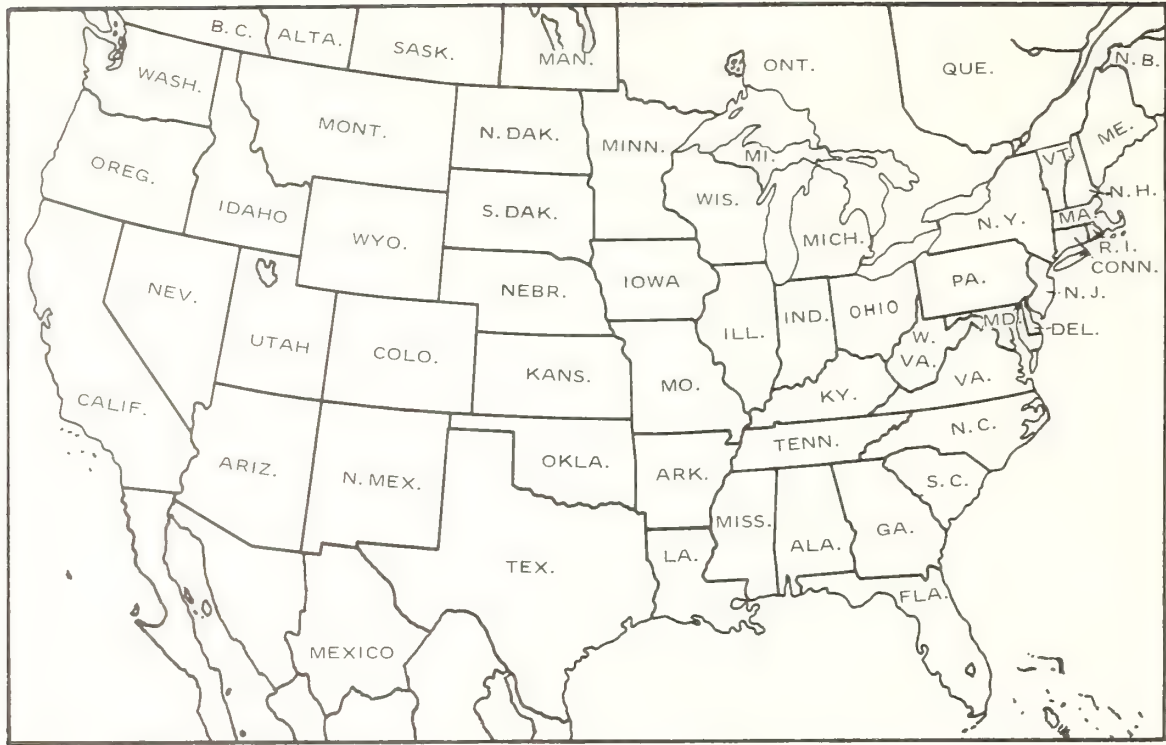 B.C.
ALTA.
SASK.
MAN.
ONT.
QUE.
N.B.
WASH.
MONT.
N. DAK.
MINN.
MI.
VT.
ME.
OREG.
IDAHO
S. DAK.
WIS.
MICH.
N.Y.
MA.
N.H.
R.I.
CONN.
WYO.
NEV.
NEBR.
IOWA
ILL.
IND.
OHIO
PA.
N.J.
MD.
DEL.
UTAH
COLO.
KANS.
MO.
KY.
W.
VA.
VA.
CALIF.
ARIZ.
N. MEX.
OKLA.
ARK.
TENN.
N.C.
S.C.
TEX.
LA.
MISS.
ALA.
GA.
FLA.
MEXICO